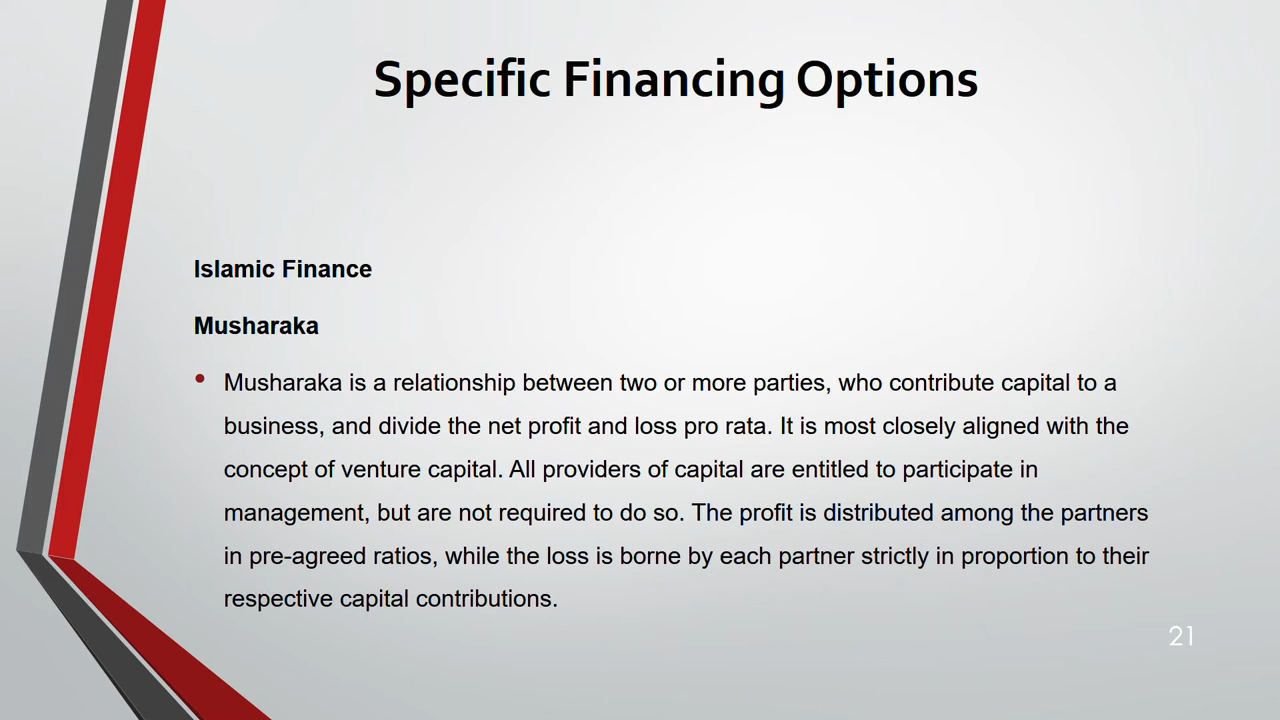 Specific Financing Options
Islamic Finance
Musharaka
• Musharaka is a relationship between two or more parties, who contribute capital to a
business, and divide the net profit and loss pro rata. It is most closely aligned with the
concept of venture capital. All providers of capital are entitled to participate in
management, but are not required to do so. The profit is distributed among the partners
in pre-agreed ratios, while the loss is borne by each partner strictly in proportion to their
respective capital contributions.
21